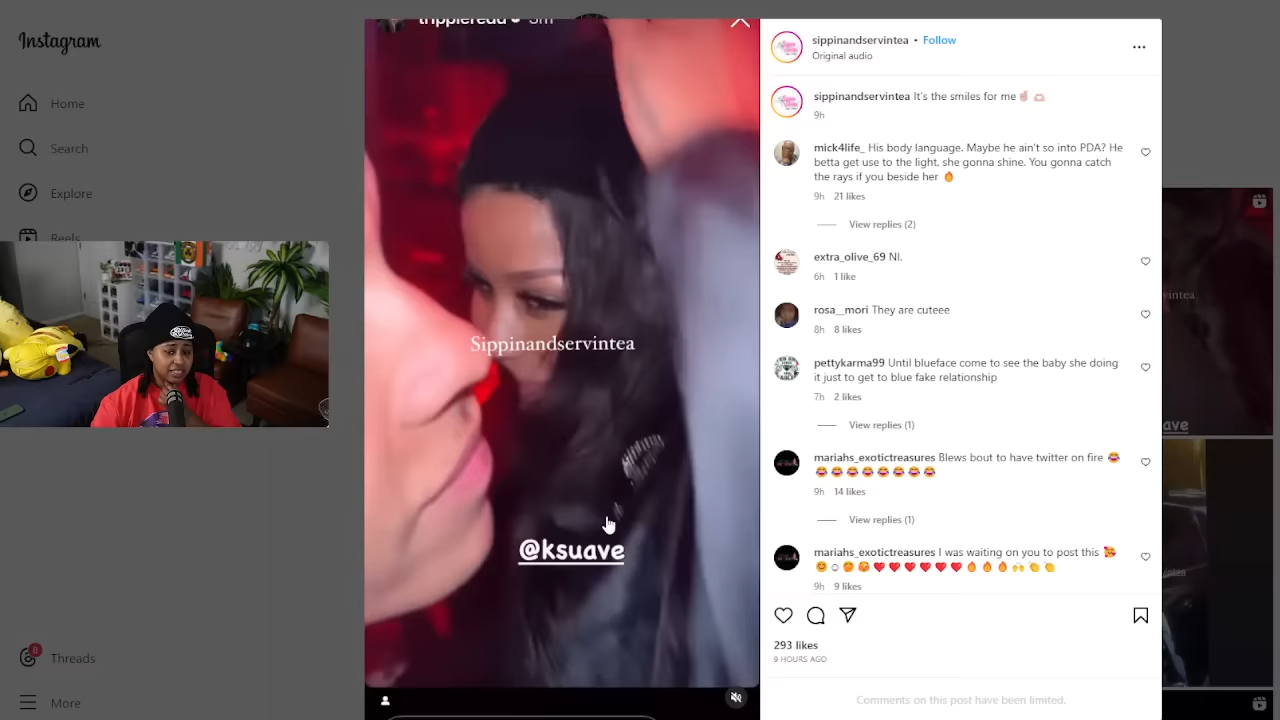 Instagram
Home
Search
Explore
Reels
8
Threads
More
trippieredd 3m
Sippinandservintea
@ksuave
sippinandservintea • Follow
Original audio
sippinandservintea It's the smiles for me
9h
mick4life_ His body language. Maybe he ain't so into PDA? He
betta get use to the light, she gonna shine. You gonna catch
the rays if you beside her 🔥
9h 21 likes
View replies (2)
extra_olive_69 NI.
6h 1 like
rosa__mori They are cuteee
8h 8 likes
pettykarma99 Until blueface come to see the baby she doing
it just to get to blue fake relationship
7h 2 likes
View replies (1)
mariahs_exotictreasures Blews bout to have twitter on fire 😂
😂😂😂😂😂😂😂😂
9h 14 likes
View replies (1)
mariahs_exotictreasures I was waiting on you to post this 🥰
9h 9 likes
293 likes
9 HOURS AGO
Comments on this post have been limited.